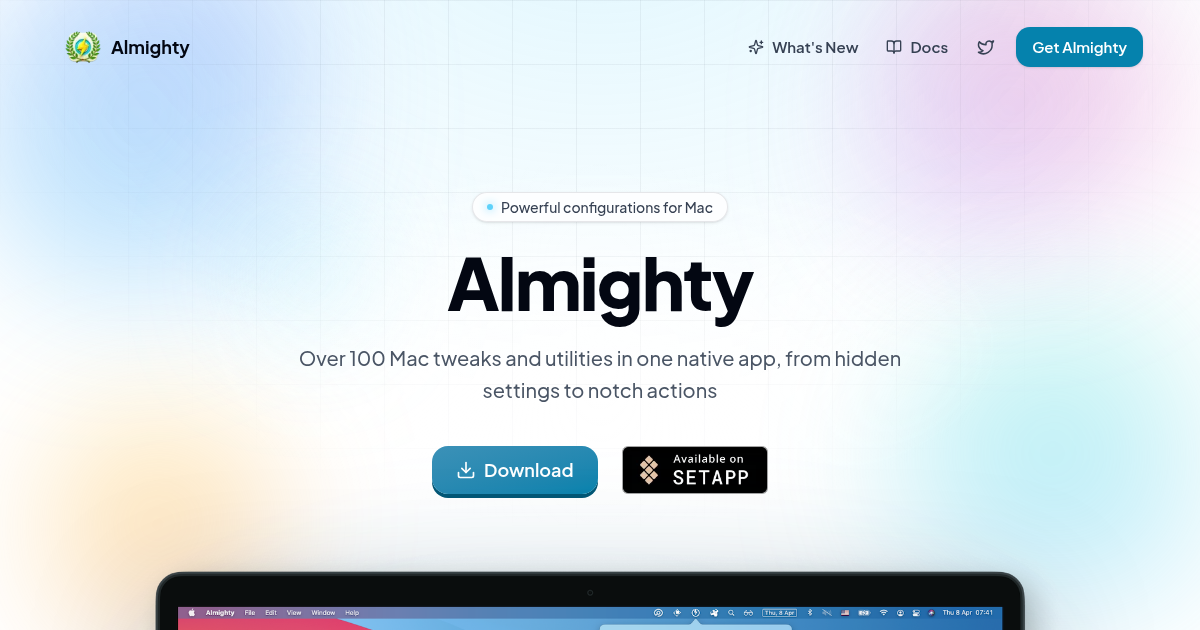 Almighty
What's New
Docs
Get Almighty
Powerful configurations for Mac
Almighty
Over 100 Mac tweaks and utilities in one native app, from hidden
settings to notch actions
Download
Available on
SETAPP
Almighty File Edit View Window Help
Thu, 8 Apr
Thu 8 Apr 07:41